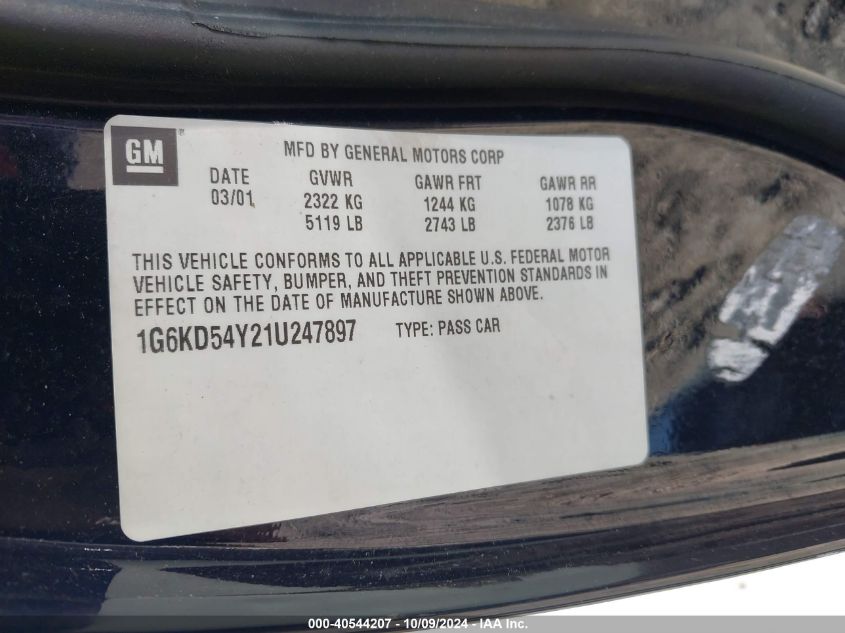 GM
MFD BY GENERAL MOTORS CORP
DATE GVWR GAWR FRT GAWR RR
03/01 2322 KG 1244 KG 1078 KG
5119 LB 2743 LB 2376 LB
THIS VEHICLE CONFORMS TO ALL APPLICABLE U.S. FEDERAL MOTOR
VEHICLE SAFETY, BUMPER, AND THEFT PREVENTION STANDARDS IN
EFFECT ON THE DATE OF MANUFACTURE SHOWN ABOVE.
1G6KD54Y21U247897 TYPE: PASS CAR
000-40544207 - 10/09/2024 - IAA Inc.